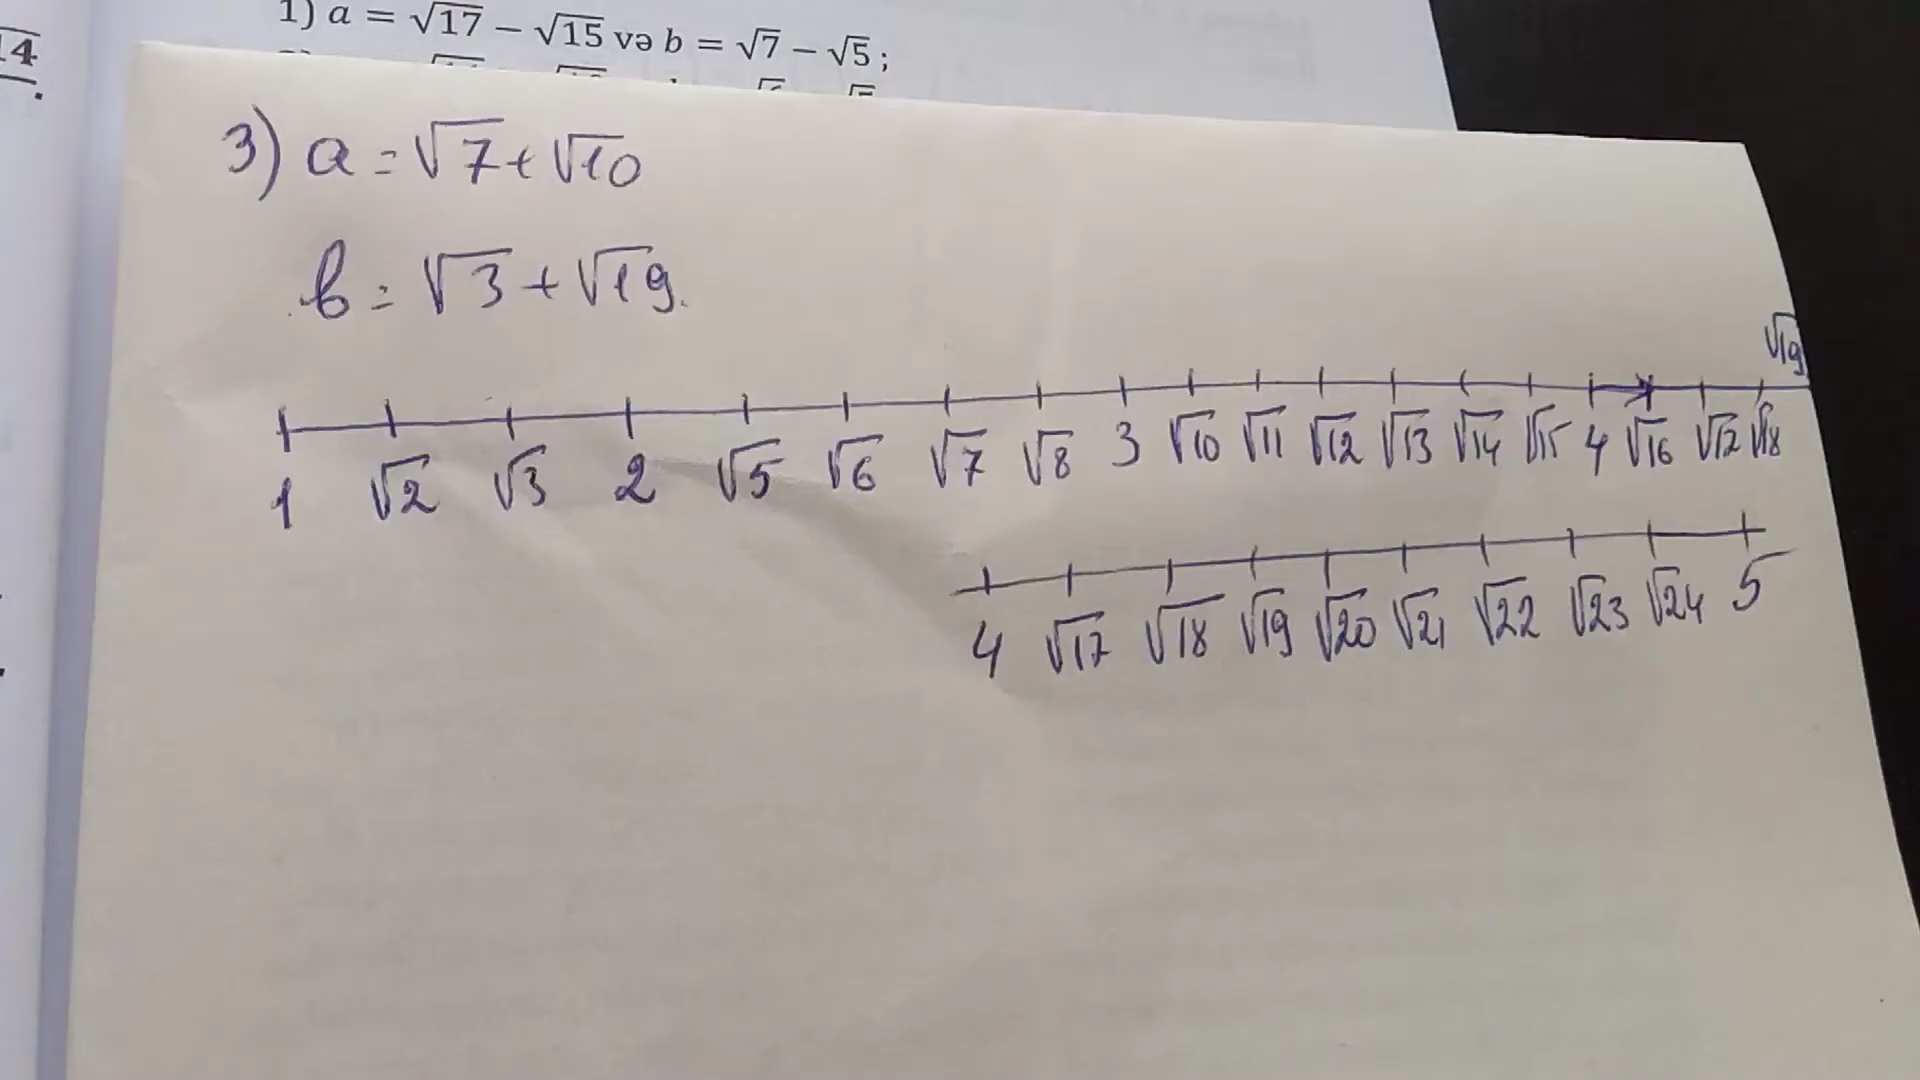 14.
1) a = √17 − √15 və b = √7 − √5 ;
3) a = √7 + √10
b = √3 + √19.
√19
1 √2 √3 2 √5 √6 √7 √8 3 √10 √11 √12 √13 √14 √15 4 √16 √17 √18
4 √17 √18 √19 √20 √21 √22 √23 √24 5